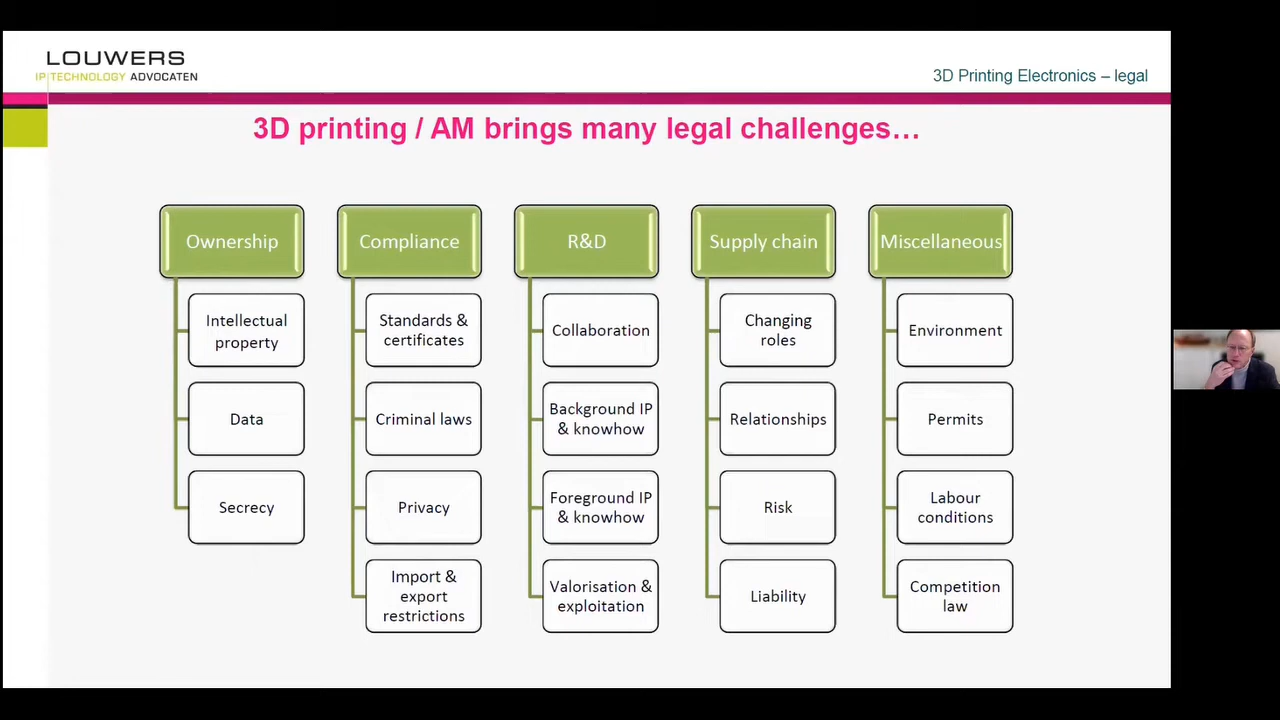 LOUWERS
IP TECHNOLOGY ADVOCATEN
3D Printing Electronics – legal
3D printing / AM brings many legal challenges…
Ownership
Intellectual
property
Data
Secrecy
Compliance
Standards &
certificates
Criminal laws
Privacy
Import &
export
restrictions
R&D
Collaboration
Background IP
& knowhow
Foreground IP
& knowhow
Valorisation &
exploitation
Supply chain
Changing
roles
Relationships
Risk
Liability
Miscellaneous
Environment
Permits
Labour
conditions
Competition
law